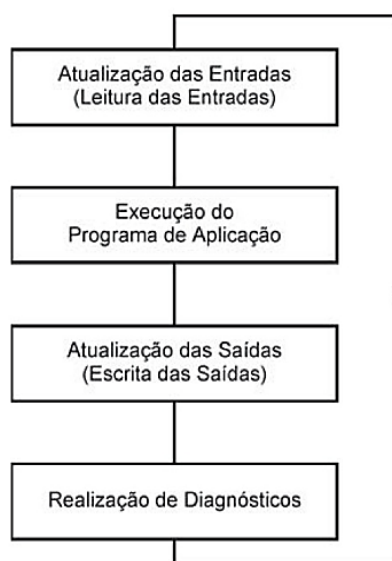 Atualização das Entradas
(Leitura das Entradas)
Execução do
Programa de Aplicação
Atualização das Saídas
(Escrita das Saídas)
Realização de Diagnósticos